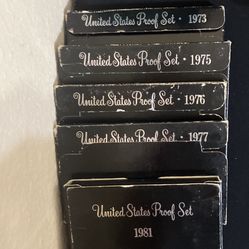 United States Proof Set · 1973
United States Proof Set · 1975
United States Proof Set · 1976
United States Proof Set · 1977
United States Proof Set
1981